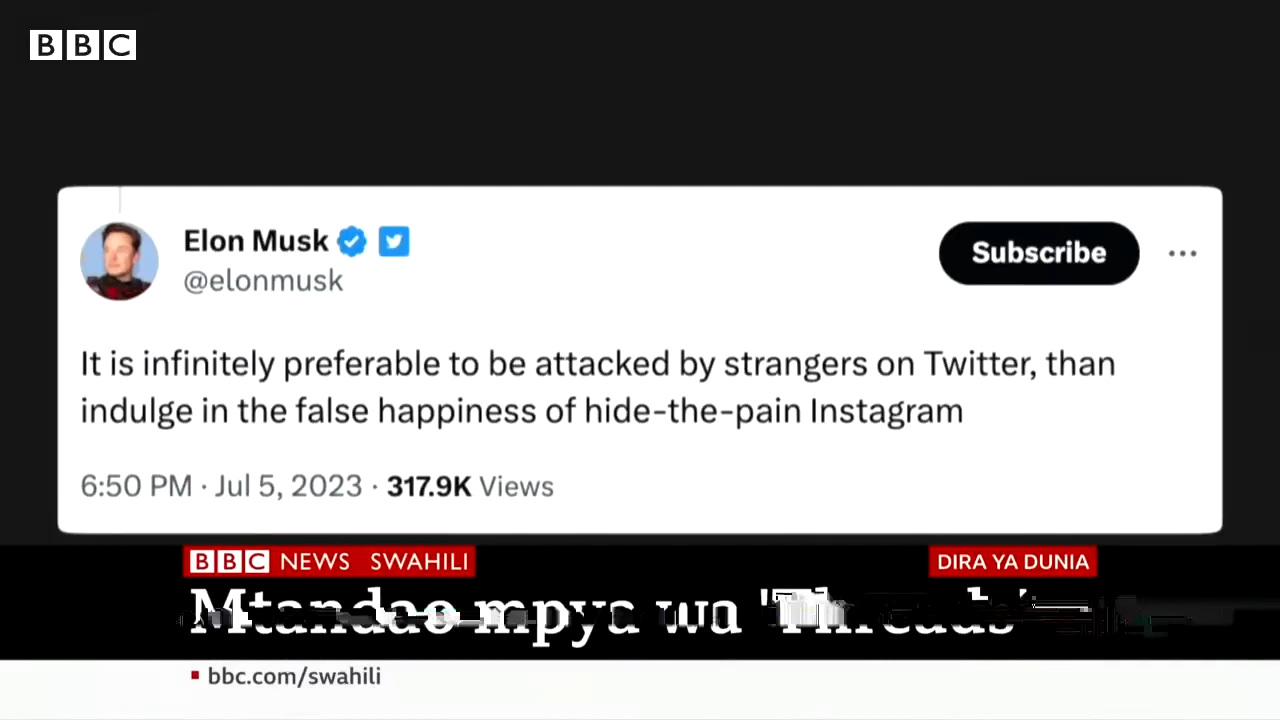 BBC
Elon Musk
Subscribe
@elonmusk
It is infinitely preferable to be attacked by strangers on Twitter, than
indulge in the false happiness of hide-the-pain Instagram
6:50 PM · Jul 5, 2023 · 317.9K Views
BBC NEWS SWAHILI
DIRA YA DUNIA
Mtandao mpya wa 'Threads'
bbc.com/swahili